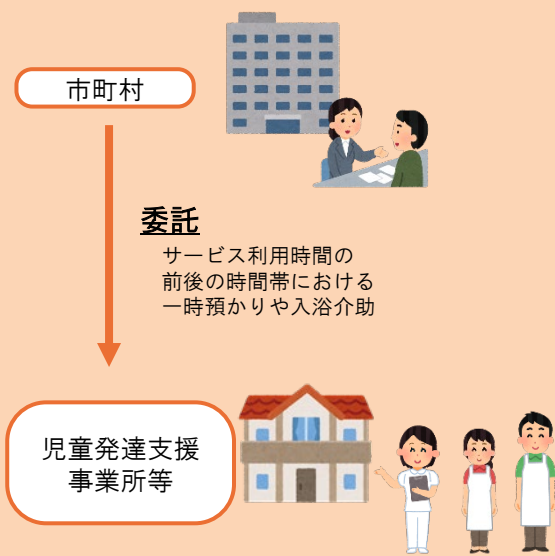 市町村
委託
サービス利用時間の
前後の時間帯における
一時預かりや入浴介助
児童発達支援
事業所等